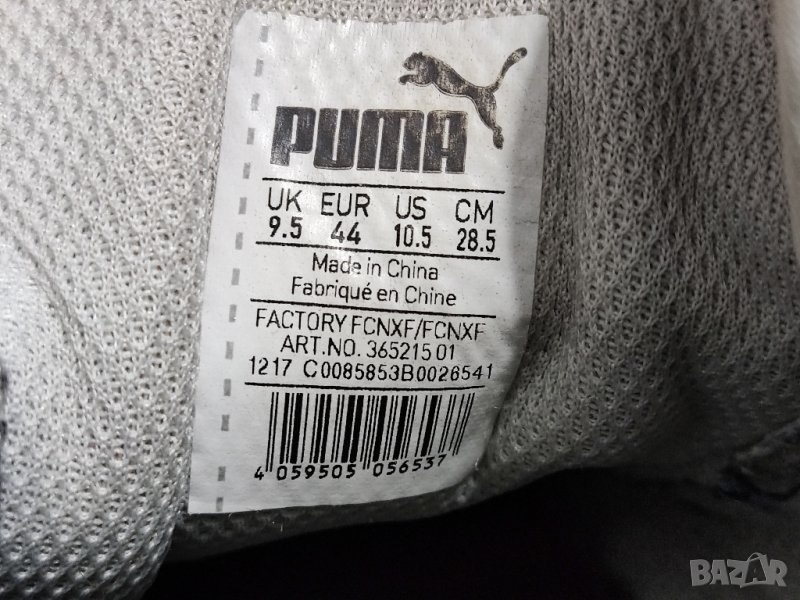 PUMA
UK EUR US CM
9.5 44 10.5 28.5
Made in China
Fabriqué en Chine
FACTORY FCNXF/FCNXF
ART.NO. 365215 01
1217 C0085853B0026541
4 059505 056537
BAZAR